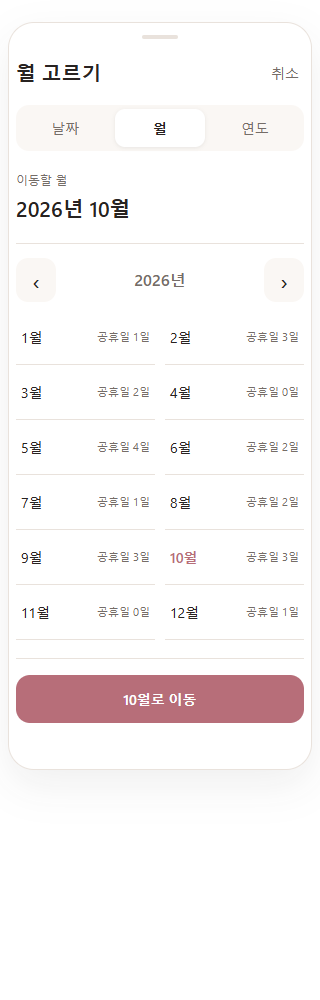 월 고르기 취소
날짜 월 연도
이동할 월
2026년 10월
‹ 2026년 ›
1월 공휴일 1일 2월 공휴일 3일
3월 공휴일 2일 4월 공휴일 0일
5월 공휴일 4일 6월 공휴일 2일
7월 공휴일 1일 8월 공휴일 2일
9월 공휴일 3일 10월 공휴일 3일
11월 공휴일 0일 12월 공휴일 1일
10월로 이동